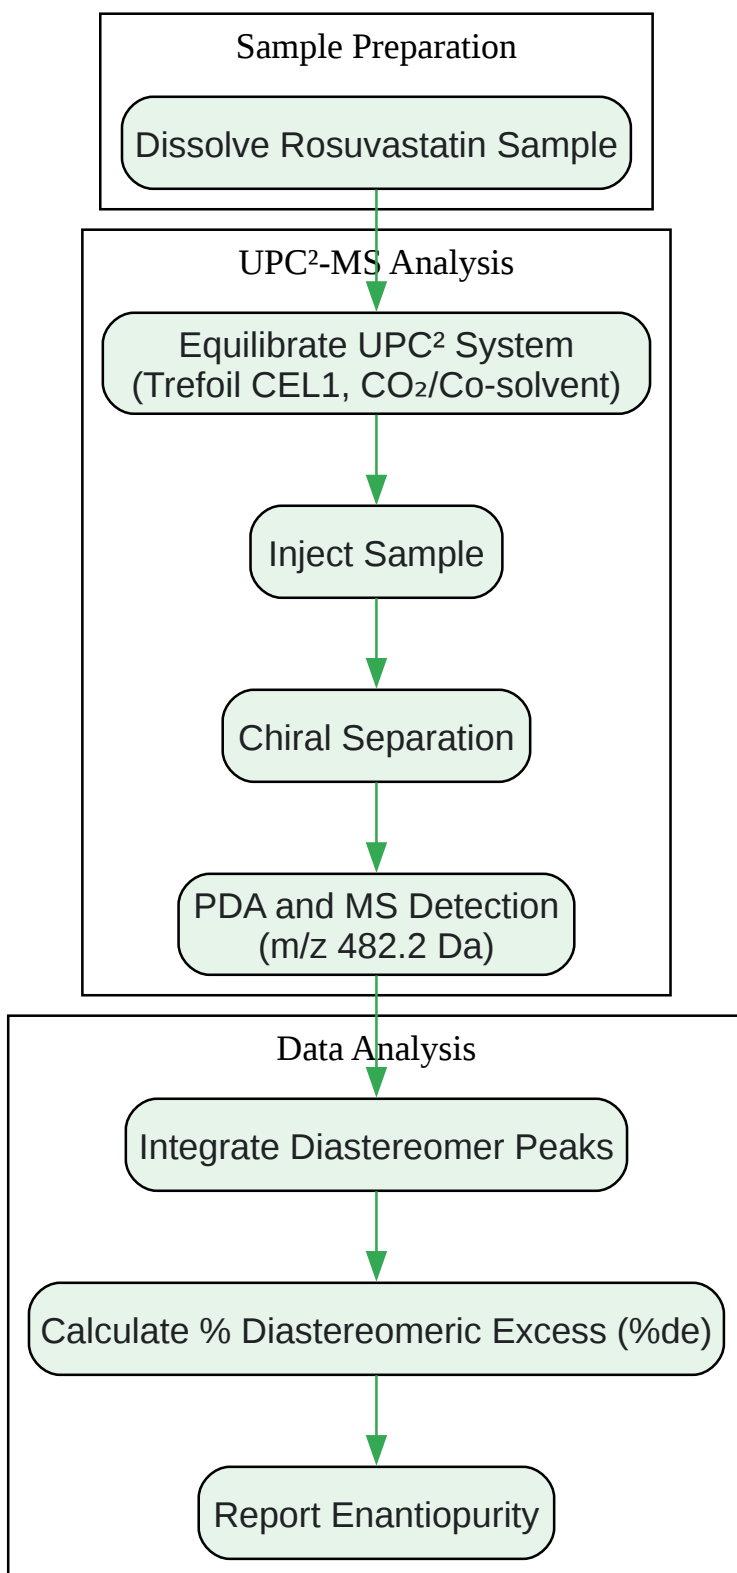 Sample Preparation
Dissolve Rosuvastatin Sample
UPC²-MS Analysis
Equilibrate UPC² System
(Trefoil CEL1, CO₂/Co-solvent)
Inject Sample
Chiral Separation
PDA and MS Detection
(m/z 482.2 Da)
Data Analysis
Integrate Diastereomer Peaks
Calculate % Diastereomeric Excess (%de)
Report Enantiopurity